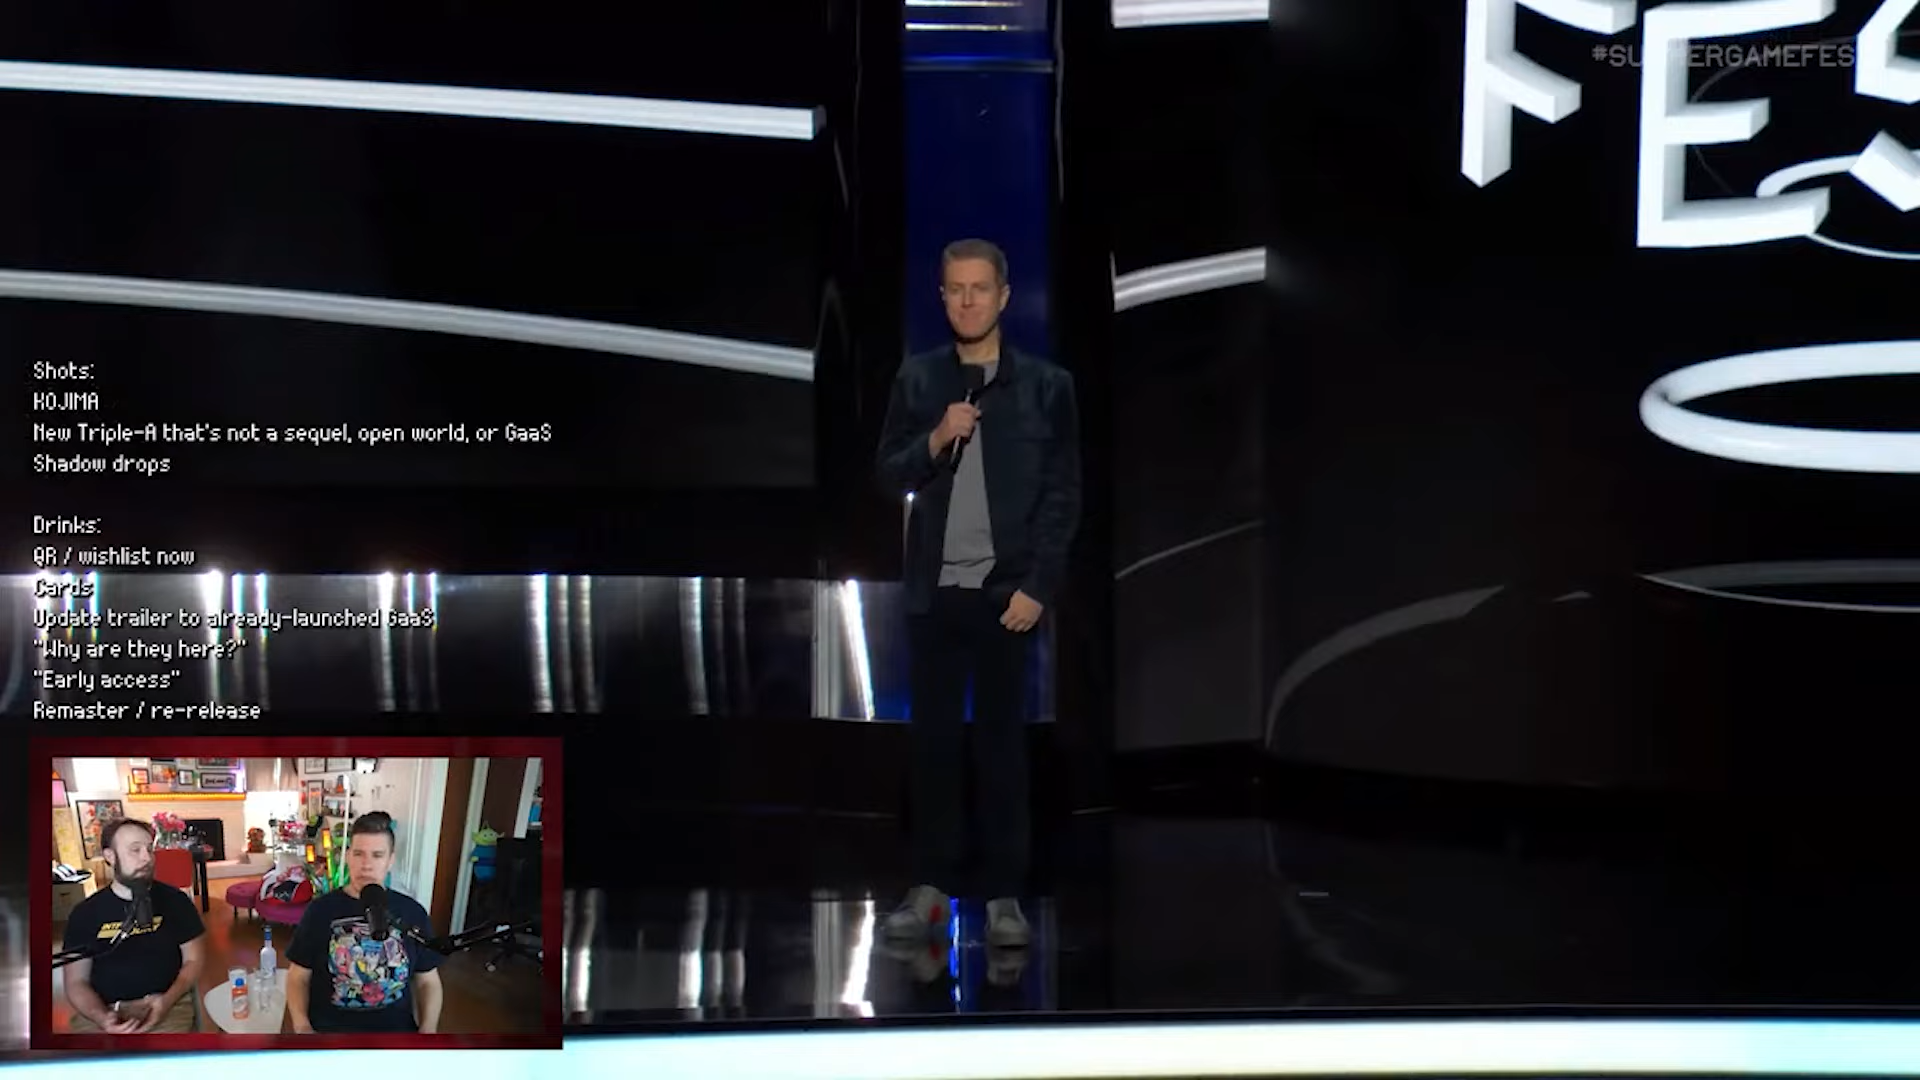 FES
#SUMMERGAMEFES
Shots:
KOJIMA
New Triple-A that's not a sequel, open world, or GaaS
Shadow drops
Drinks:
QR / wishlist now
Cards
Update trailer to already-launched GaaS
"Why are they here?"
"Early access"
Remaster / re-release